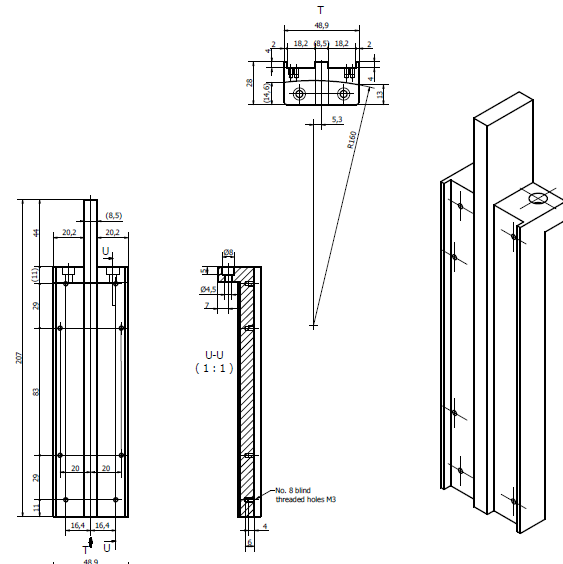 T
48,9
2
18,2
(8,5)
18,2
2
4
28
(14,6)
4
13
5,3
R160
(8,5)
44
20,2
20,2
U
(11)
29
207
83
20
20
29
11
16,4
16,4
T
U
48,9
Ø8
5
Ø4,5
7
U-U
( 1 : 1 )
No. 8 blind
threaded holes M3
4
6